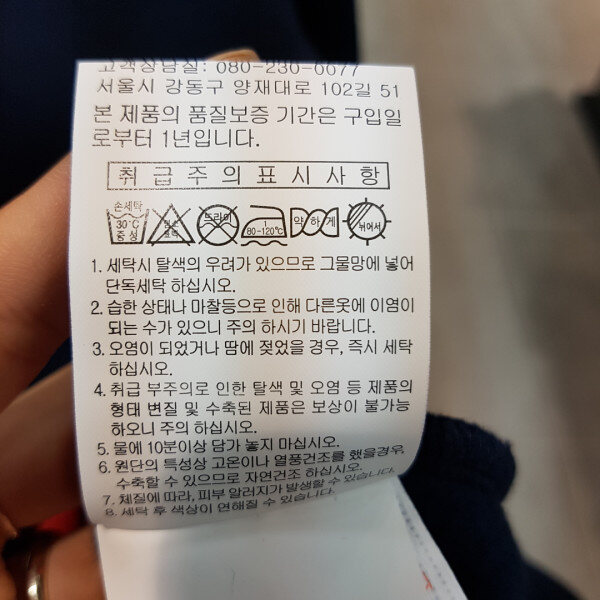 고객상담실: 080-230-6677
서울시 강동구 양재대로 102길 51
본 제품의 품질보증 기간은 구입일
로부터 1년입니다.
취급주의표시사항
손세탁
30℃
중성
드라이
80-120℃
약하게
뉘어서
1. 세탁시 탈색의 우려가 있으므로 그물망에 넣어
단독세탁 하십시오.
2. 습한 상태나 마찰등으로 인해 다른옷에 이염이
되는 수가 있으니 주의 하시기 바랍니다.
3. 오염이 되었거나 땀에 젖었을 경우, 즉시 세탁
하십시오.
4. 취급 부주의로 인한 탈색 및 오염 등 제품의
형태 변질 및 수축된 제품은 보상이 불가능
하오니 주의 하십시오.
5. 물에 10분이상 담가 놓지 마십시오.
6. 원단의 특성상 고온이나 열풍건조를 했을경우,
수축할 수 있으므로 자연건조 하십시오.
7. 체질에 따라, 피부 알러지가 발생할 수 있습니다.
8. 세탁 후 색상이 연해질 수 있습니다.